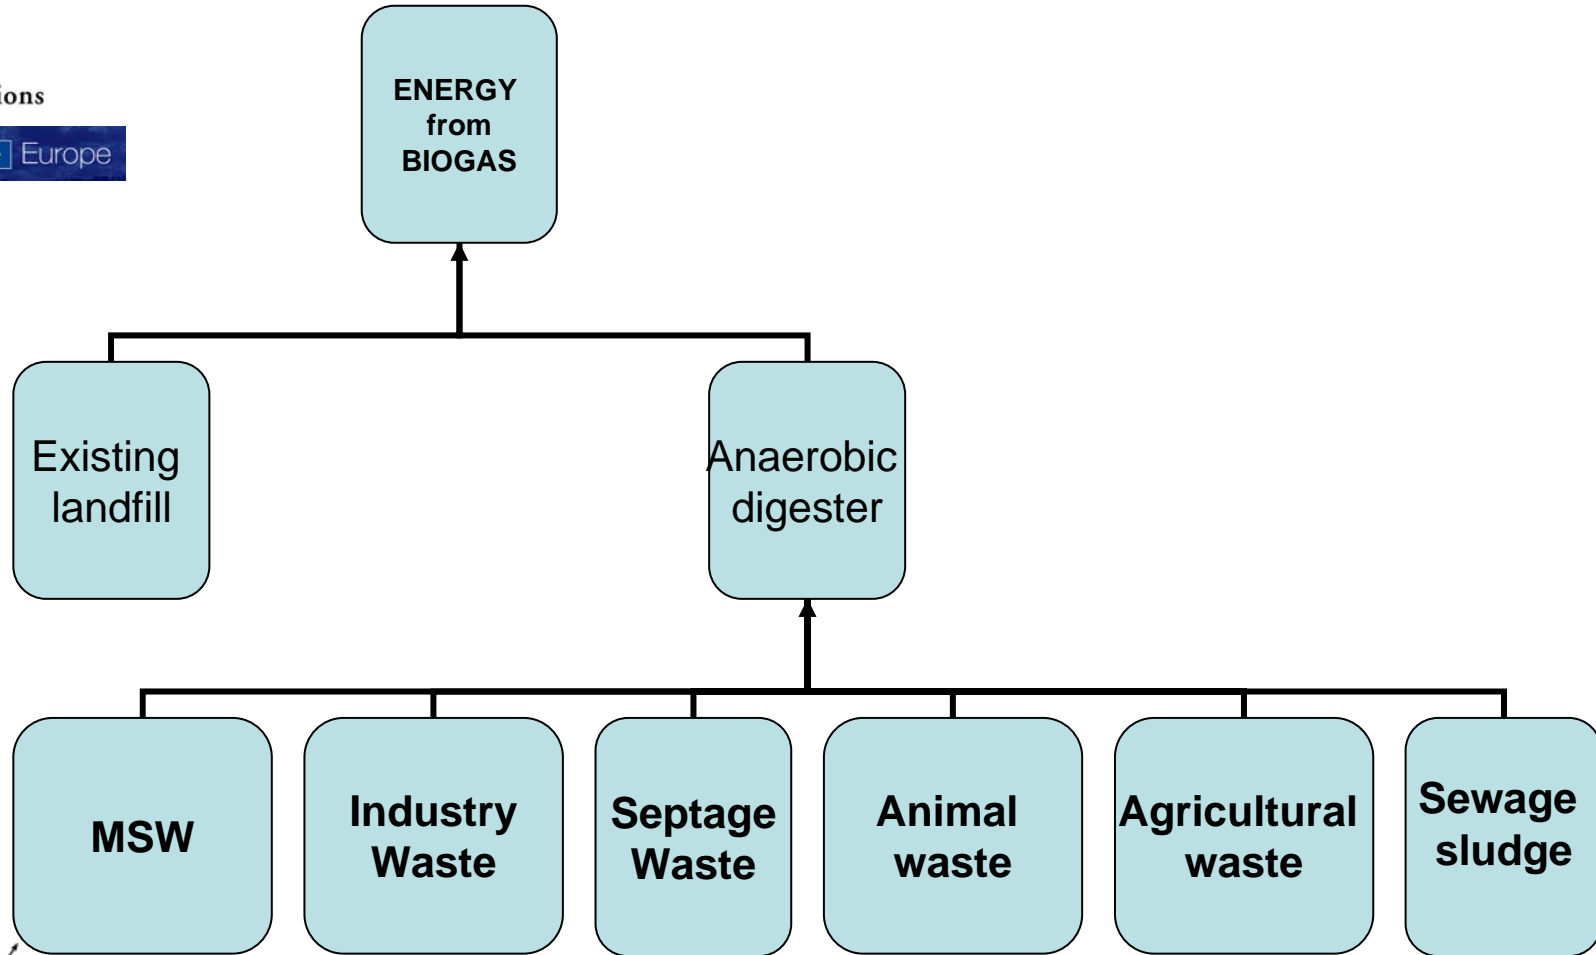 Europe
ENERGY
from
BIOGAS
Existing
landfill
Anaerobic
digester
MSW
Industry
Waste
Septage
Waste
Animal
waste
Agricultural
waste
Sewage
sludge